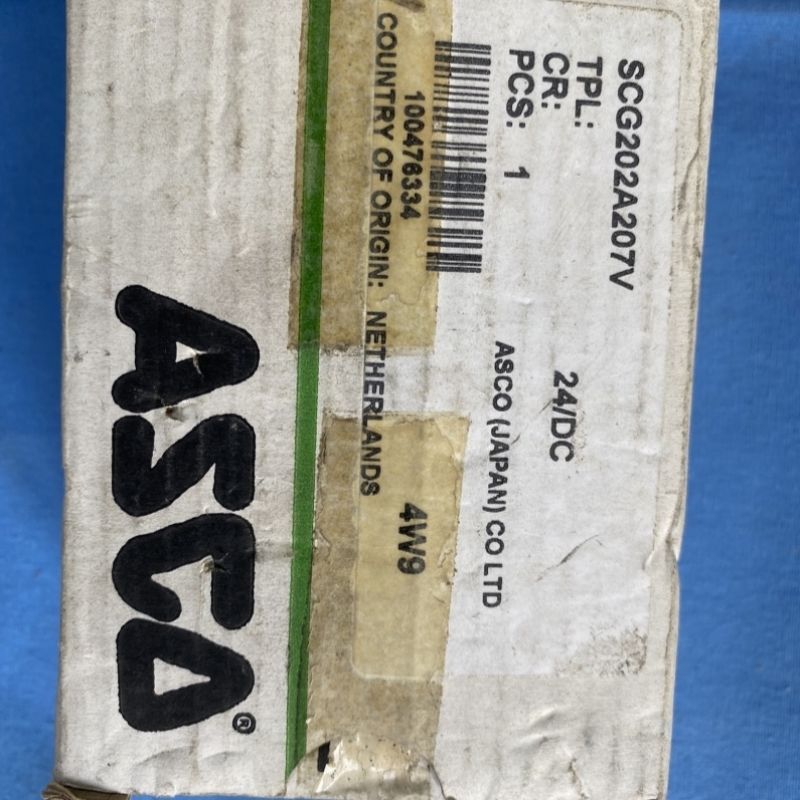 SCG202A207V
TPL:
CR: 24/DC
PCS: 1
ASCO (JAPAN) CO LTD
100476334 4W9
COUNTRY OF ORIGIN: NETHERLANDS
ASCO®